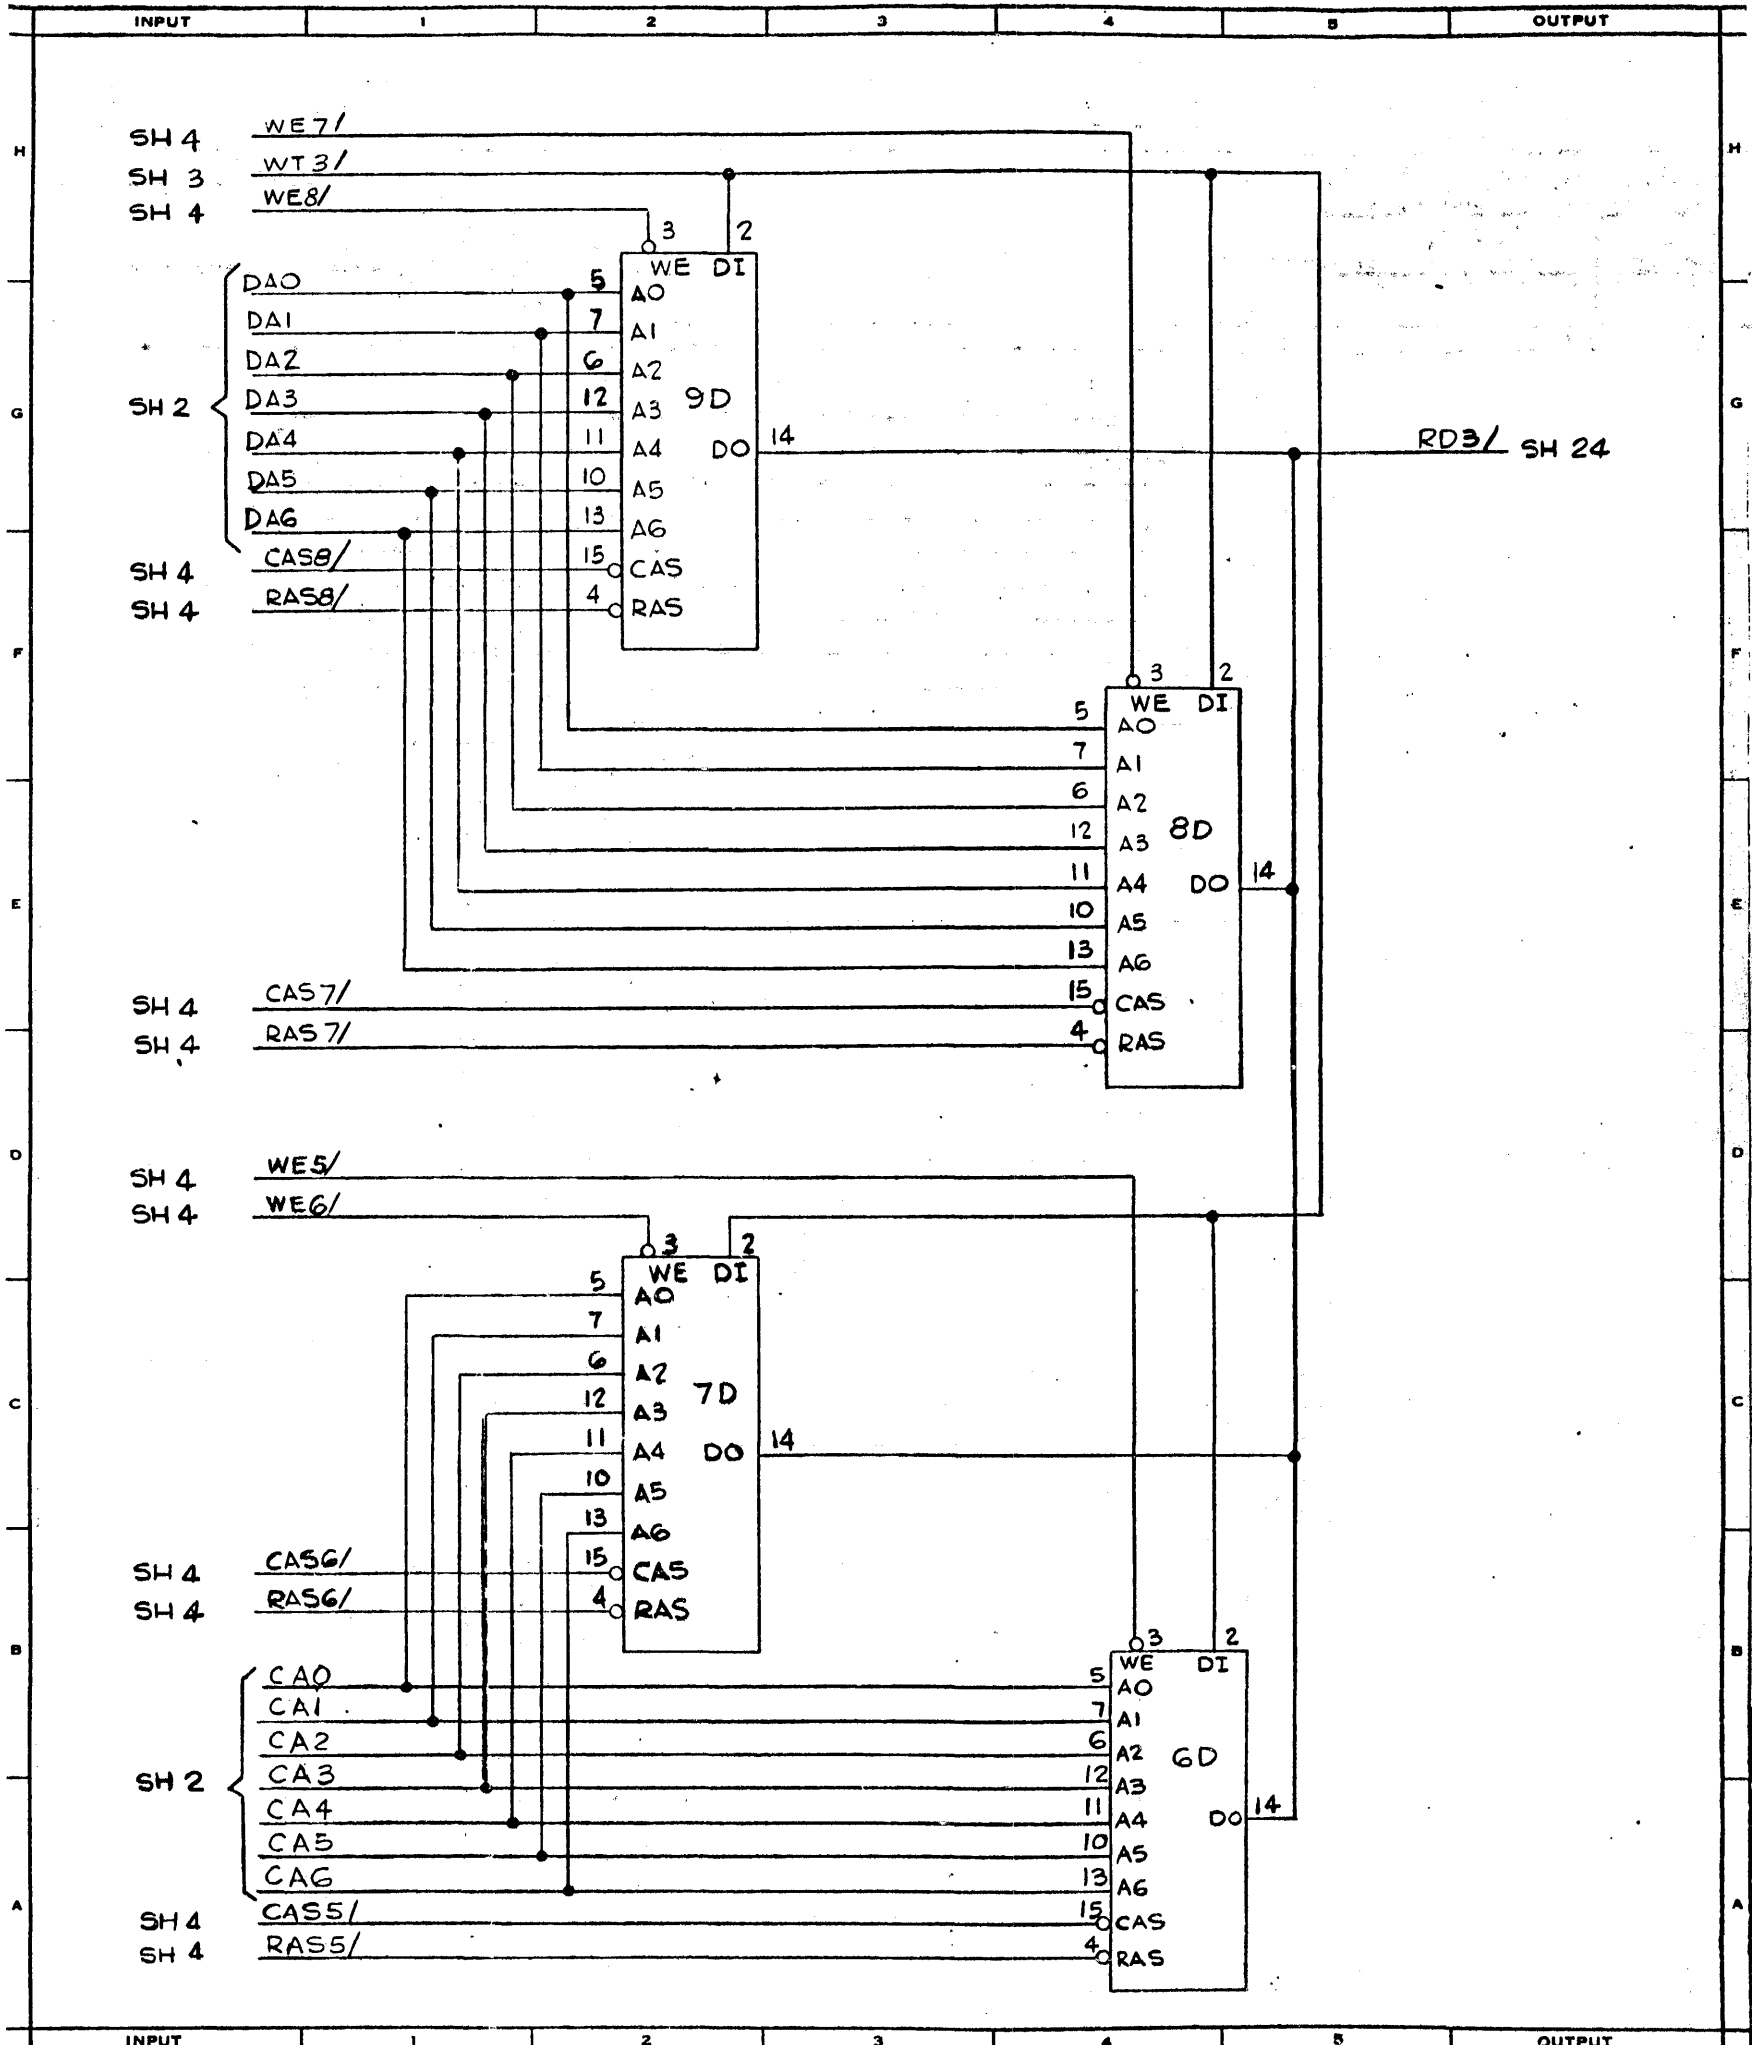 INPUT 1 2 3 4 5 OUTPUT
H H
SH 4 WE7/
SH 3 WT3/
SH 4 WE8/
3 2
WE DI
DA0 5 A0
DA1 7 A1
DA2 6 A2
SH 2 DA3 12 A3 9D G G
DA4 11 A4 DO 14 RD3/ SH 24
DA5 10 A5
DA6 13 A6
SH 4 CAS8/ 15 CAS
SH 4 RAS8/ 4 RAS
F F
3 2
WE DI
5 A0
7 A1
6 A2
12 A3 8D
11 A4 DO 14
E E
10 A5
13 A6
SH 4 CAS7/ 15 CAS
SH 4 RAS7/ 4 RAS
D D
SH 4 WE5/
SH 4 WE6/
3 2
WE DI
5 A0
7 A1
6 A2
7D
C C
12 A3
11 A4 DO 14
10 A5
13 A6
SH 4 CAS6/ 15 CAS
SH 4 RAS6/ 4 RAS
B B
3 2
WE DI
CA0 5 A0
CA1 7 A1
CA2 6 A2 6D
SH 2 CA3 12 A3
CA4 11 A4 DO 14
CA5 10 A5
CA6 13 A6
A A
SH 4 CAS5/ 15 CAS
SH 4 RAS5/ 4 RAS
INPUT 1 2 3 4 5 OUTPUT